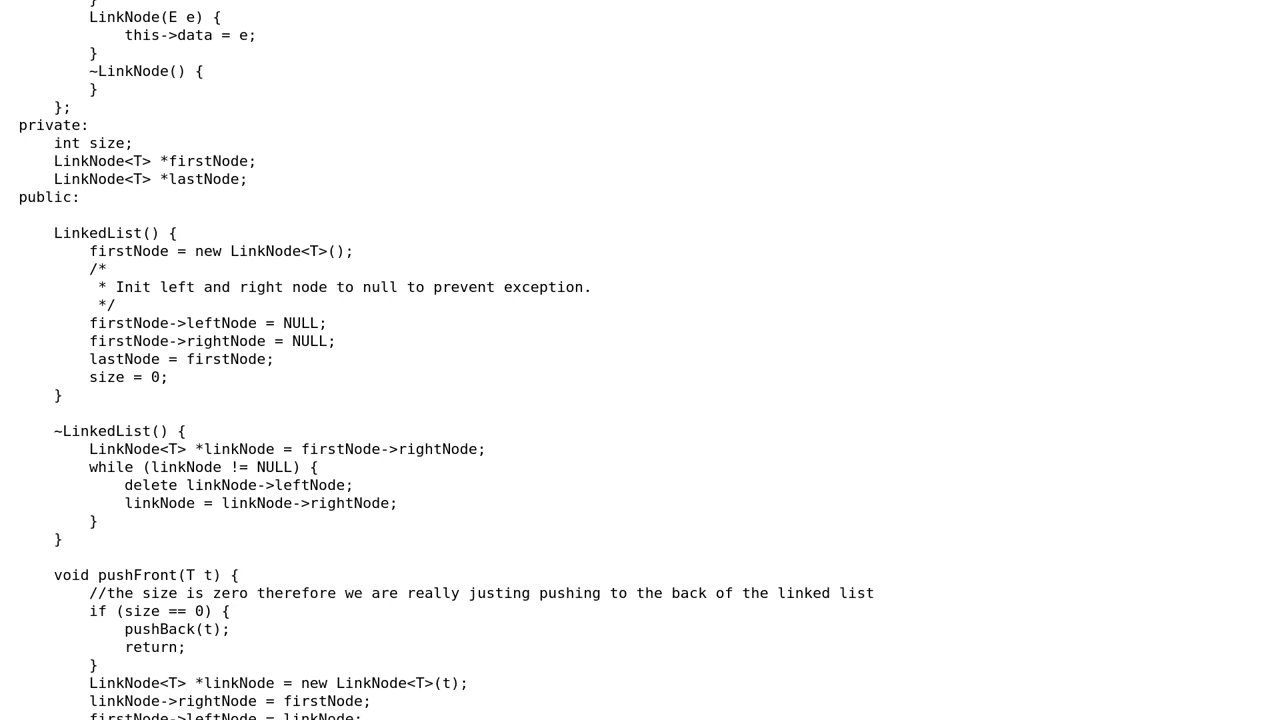 }
        LinkNode(E e) {
            this->data = e;
        }
        ~LinkNode() {
        }
    };
private:
    int size;
    LinkNode<T> *firstNode;
    LinkNode<T> *lastNode;
public:

    LinkedList() {
        firstNode = new LinkNode<T>();
        /*
         * Init left and right node to null to prevent exception.
         */
        firstNode->leftNode = NULL;
        firstNode->rightNode = NULL;
        lastNode = firstNode;
        size = 0;
    }

    ~LinkedList() {
        LinkNode<T> *linkNode = firstNode->rightNode;
        while (linkNode != NULL) {
            delete linkNode->leftNode;
            linkNode = linkNode->rightNode;
        }
    }

    void pushFront(T t) {
        //the size is zero therefore we are really justing pushing to the back of the linked list
        if (size == 0) {
            pushBack(t);
            return;
        }
        LinkNode<T> *linkNode = new LinkNode<T>(t);
        linkNode->rightNode = firstNode;
        firstNode->leftNode = linkNode;